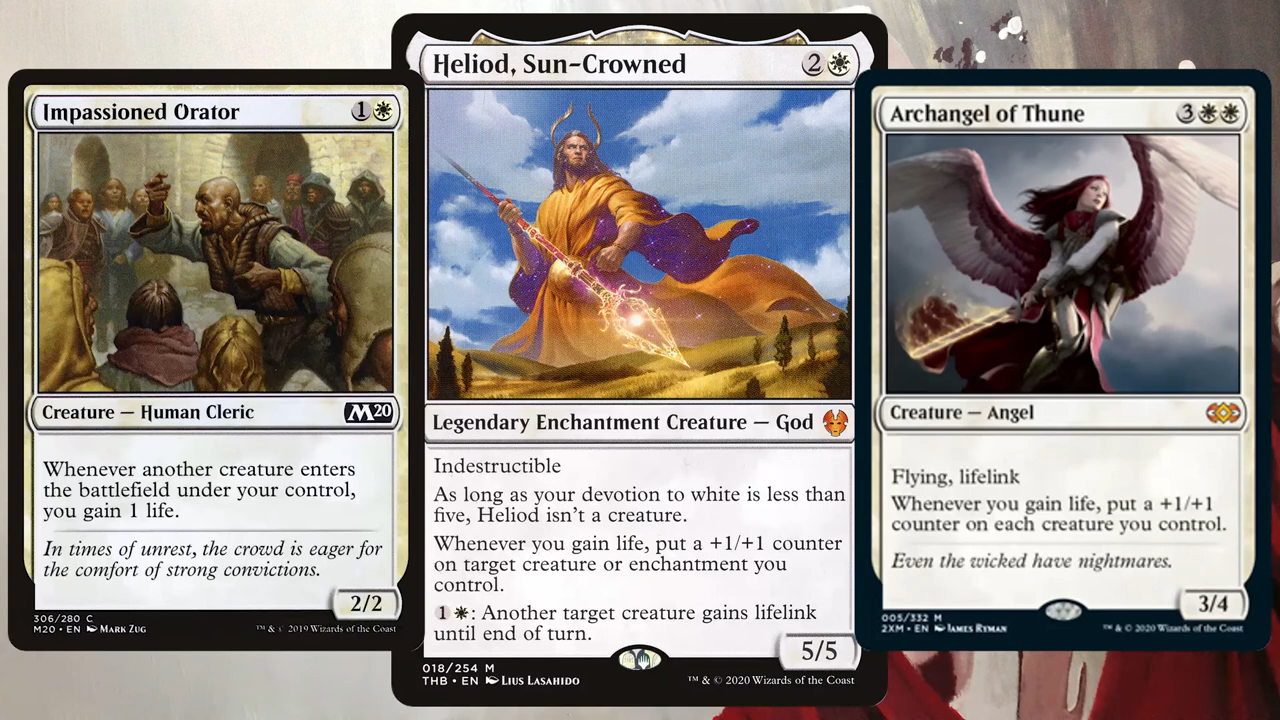 Impassioned Orator
1
Creature — Human Cleric
M20
Whenever another creature enters
the battlefield under your control,
you gain 1 life.
In times of unrest, the crowd is eager for
the comfort of strong convictions.
2/2
306/280 C
M20 • EN Mark Zug
™ & © 2019 Wizards of the Coast
Heliod, Sun-Crowned
2
Legendary Enchantment Creature — God
Indestructible
As long as your devotion to white is less than
five, Heliod isn't a creature.
Whenever you gain life, put a +1/+1 counter
on target creature or enchantment you
control.
1 : Another target creature gains lifelink
until end of turn.
5/5
018/254 M
THB • EN Lius Lasahido
™ & © 2020 Wizards of the Coast
Archangel of Thune
3
Creature — Angel
Flying, lifelink
Whenever you gain life, put a +1/+1
counter on each creature you control.
Even the wicked have nightmares.
3/4
005/332 M
2XM • EN James Ryman
™ & © 2020 Wizards of the Coast